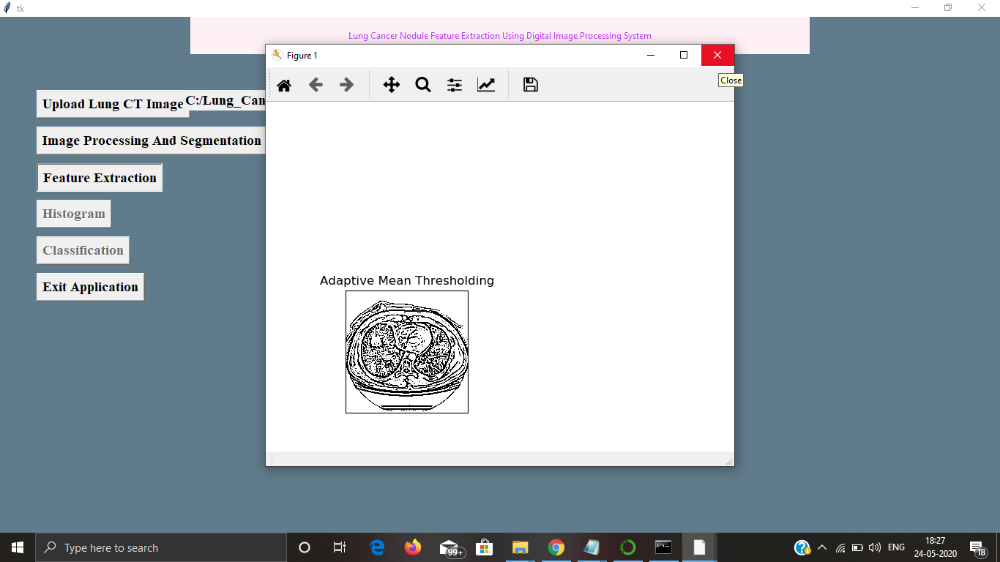 tk
Lung Cancer Nodule Feature Extraction Using Digital Image Processing System
Figure 1
Close
Upload Lung CT Image
C:/Lung_Can
Image Processing And Segmentation
Feature Extraction
Histogram
Classification
Exit Application
Adaptive Mean Thresholding
Type here to search
99+
ENG
18:27
24-05-2020
18